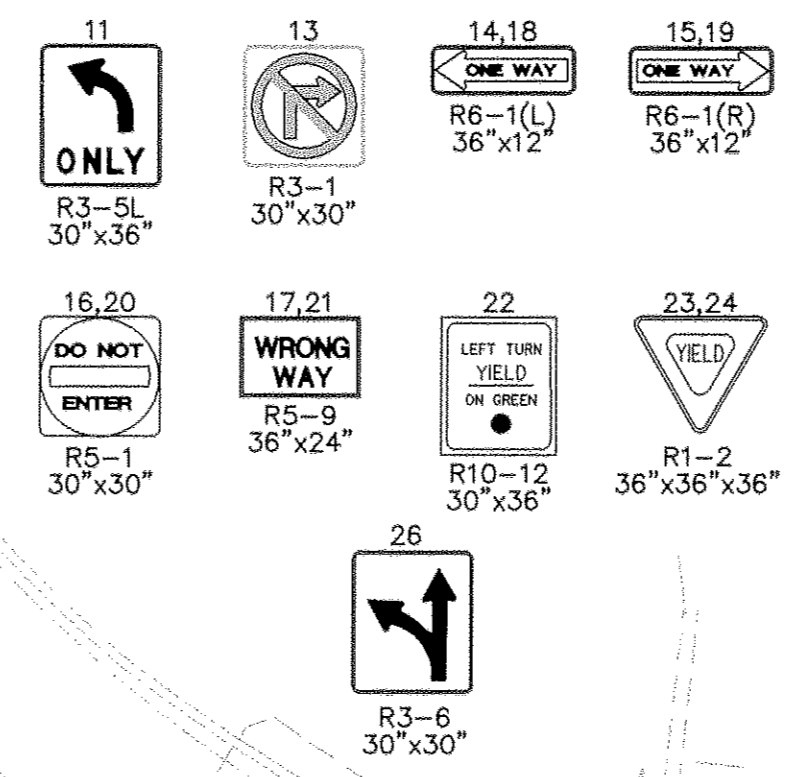 11
ONLY
R3-5L
30"x36"
13
R3-1
30"x30"
14,18
ONE WAY
R6-1(L)
36"x12"
15,19
ONE WAY
R6-1(R)
36"x12"
16,20
DO NOT
ENTER
R5-1
30"x30"
17,21
WRONG
WAY
R5-9
36"x24"
22
LEFT TURN
YIELD
ON GREEN
R10-12
30"x36"
23,24
YIELD
R1-2
36"x36"x36"
26
R3-6
30"x30"